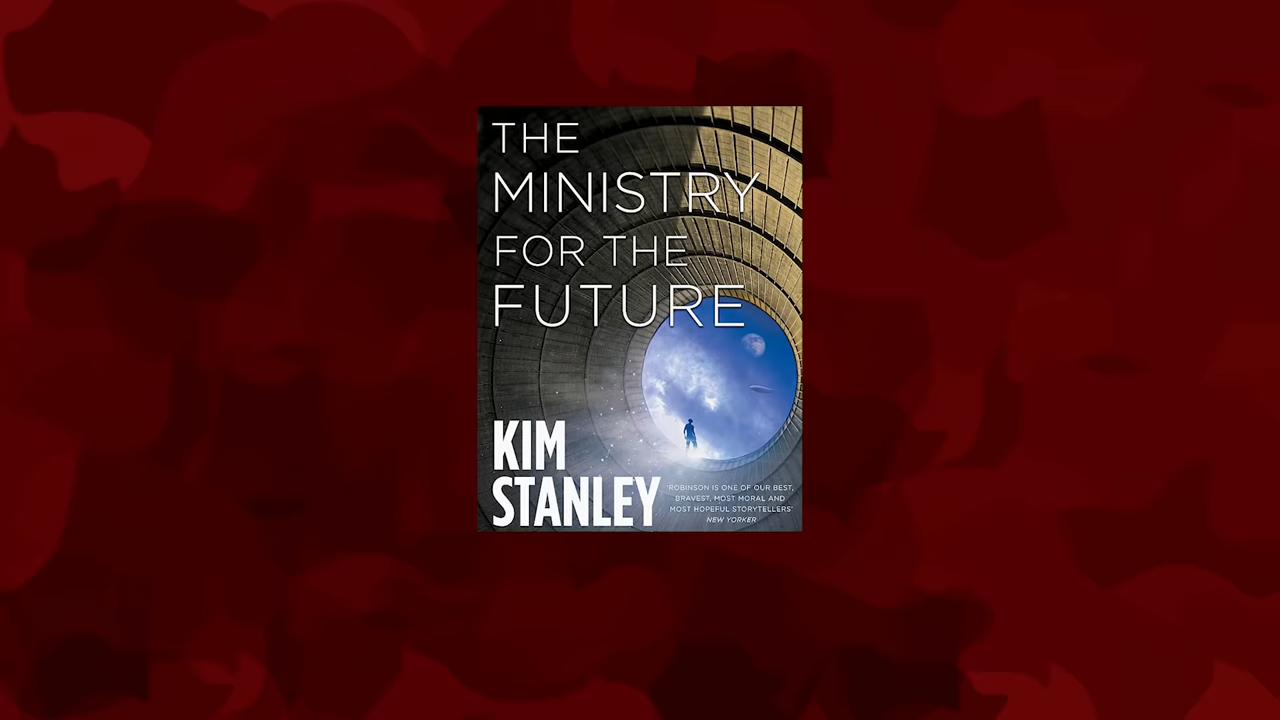 THE
MINISTRY
FOR THE
FUTURE
KIM
STANLEY
'ROBINSON IS ONE OF OUR BEST,
BRAVEST, MOST MORAL AND
MOST HOPEFUL STORYTELLERS'
NEW YORKER